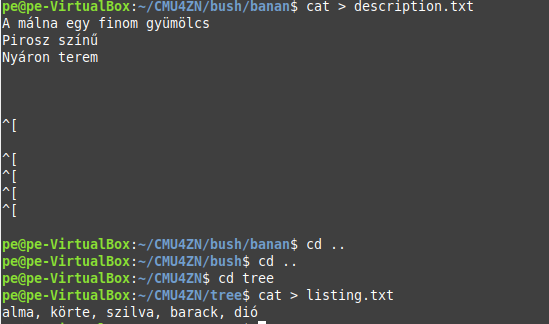 pe@pe-VirtualBox:~/CMU4ZN/bush/banan$ cat > description.txt
A málna egy finom gyümölcs
Pirosz színű
Nyáron terem
^[
^[
^[
^[
^[
pe@pe-VirtualBox:~/CMU4ZN/bush/banan$ cd ..
pe@pe-VirtualBox:~/CMU4ZN/bush$ cd ..
pe@pe-VirtualBox:~/CMU4ZN$ cd tree
pe@pe-VirtualBox:~/CMU4ZN/tree$ cat > listing.txt
alma, körte, szilva, barack, dió